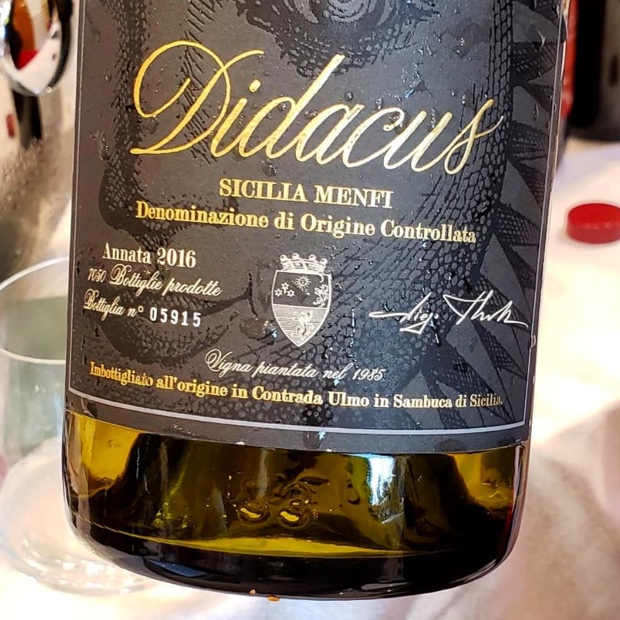 Didacus
SICILIA MENFI
Denominazione di Origine Controllata
Annata 2016
7050 Bottiglie prodotte
Bottiglia n° 05915
Vigna piantata nel 1985
Imbottigliato all'origine in Contrada Ulmo in Sambuca di Sicilia.